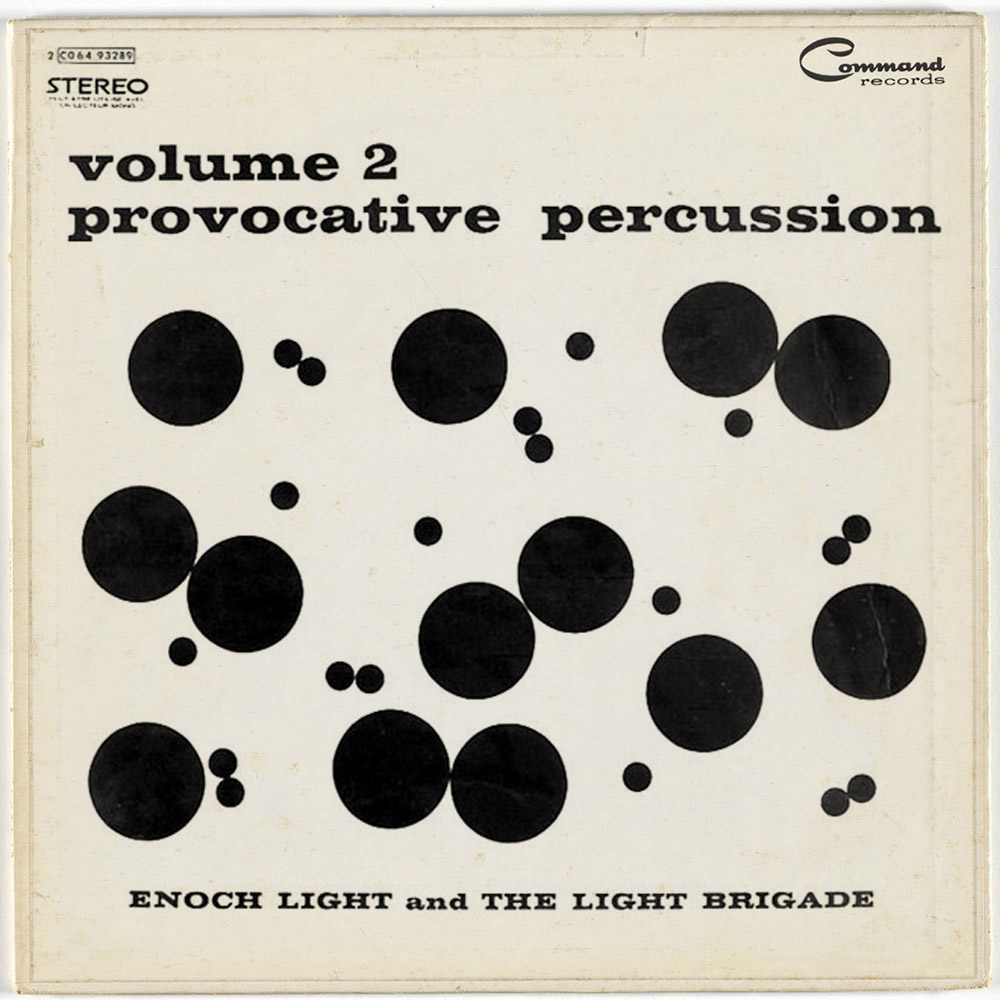 2 C064 93289
STEREO
Command
records
volume 2
provocative percussion
ENOCH LIGHT and THE LIGHT BRIGADE